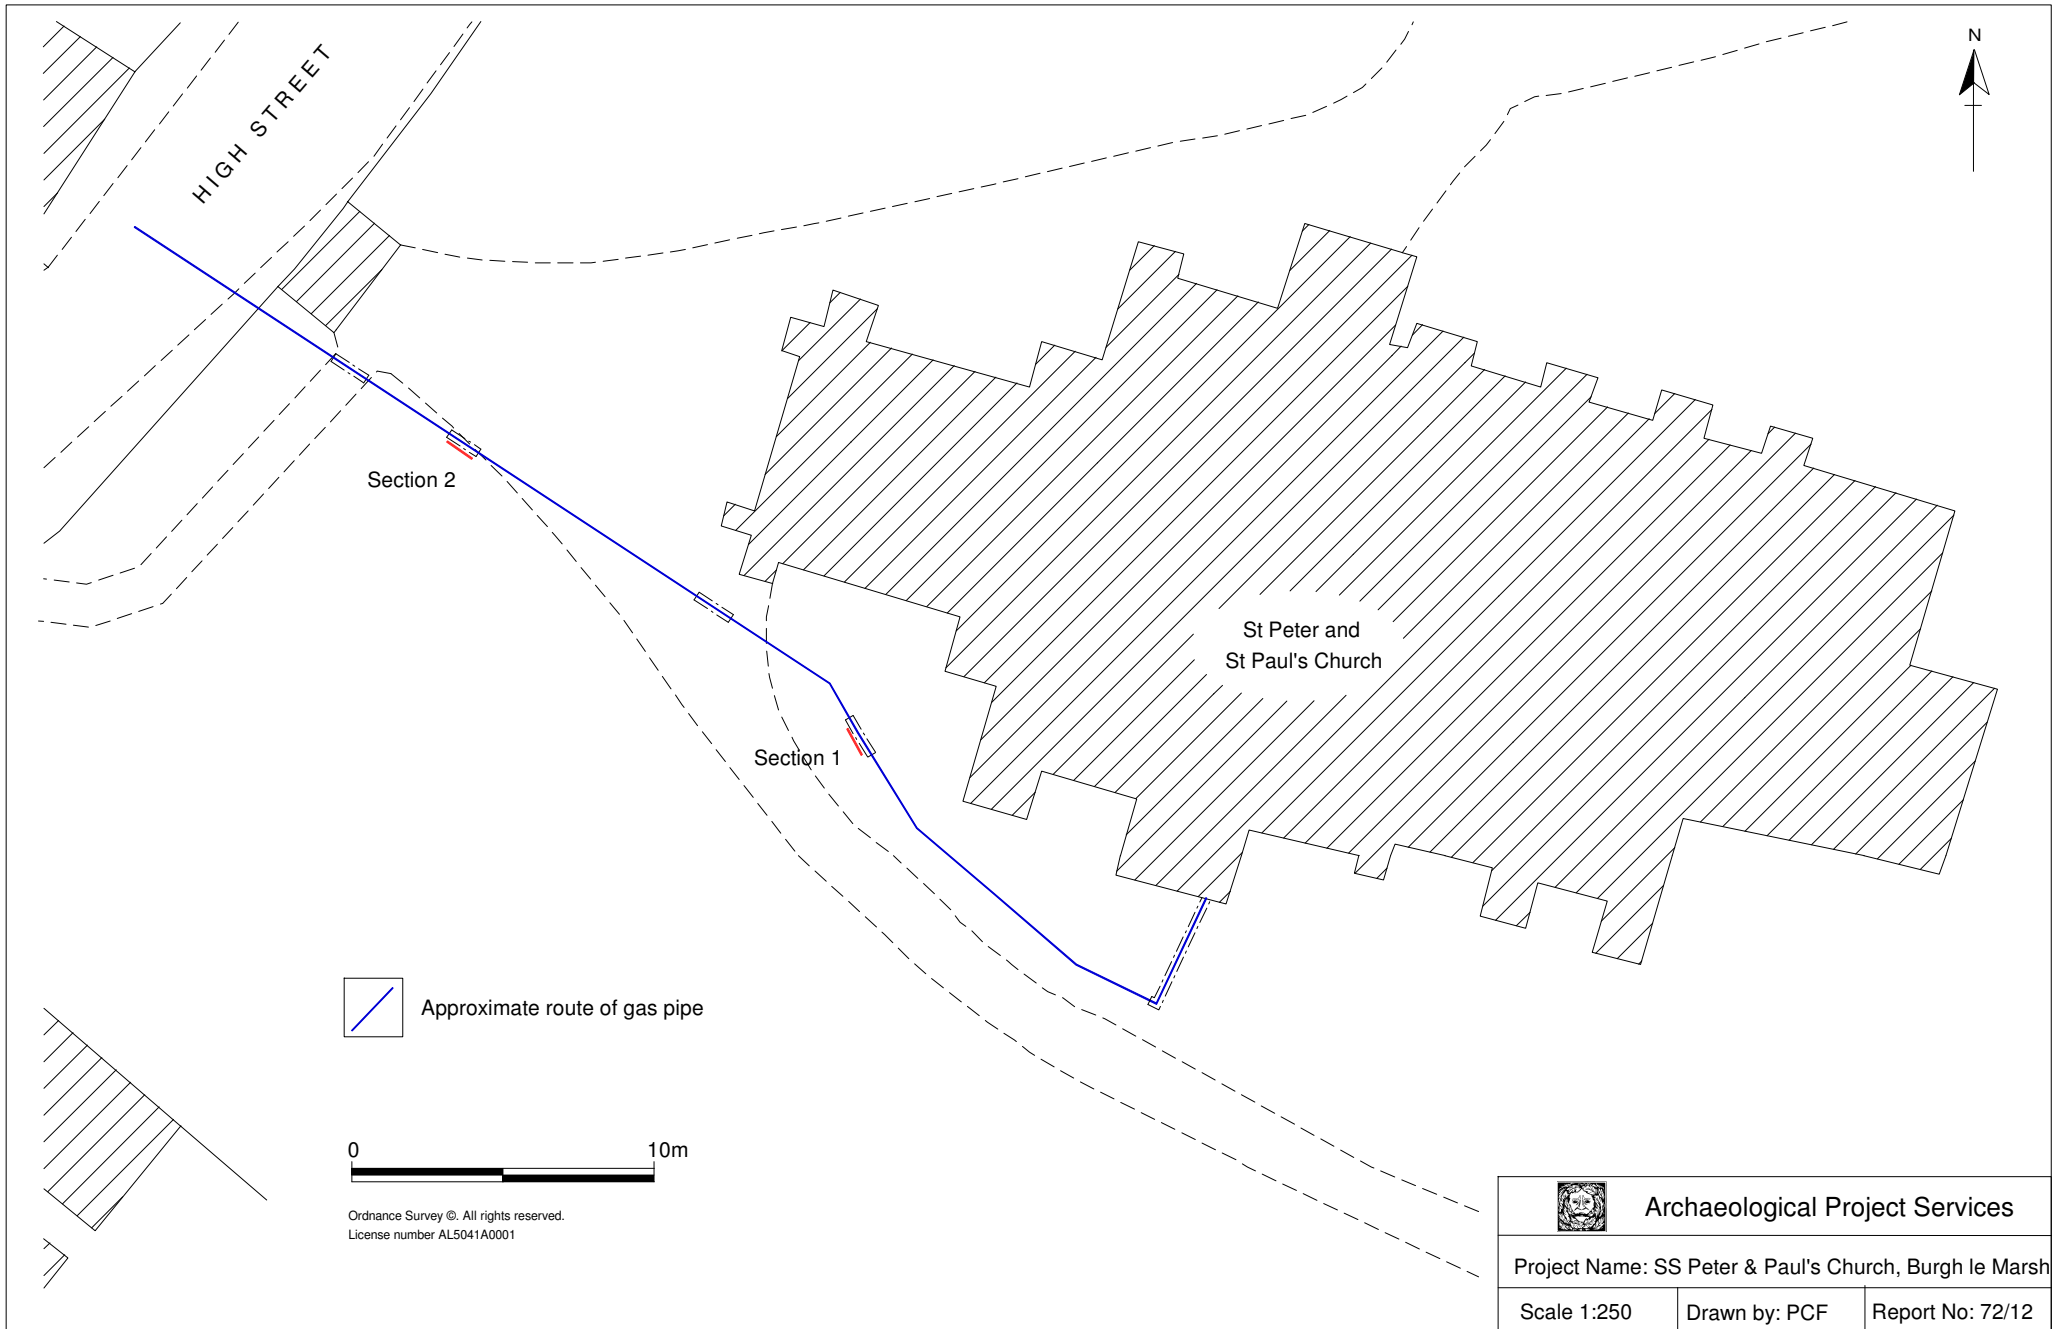 HIGH STREET
N
Section 2
St Peter and
St Paul's Church
Section 1
Approximate route of gas pipe
0 10m
Ordnance Survey ©. All rights reserved.
License number AL5041A0001
Archaeological Project Services
Project Name: SS Peter & Paul's Church, Burgh le Marsh
Scale 1:250 Drawn by: PCF Report No: 72/12